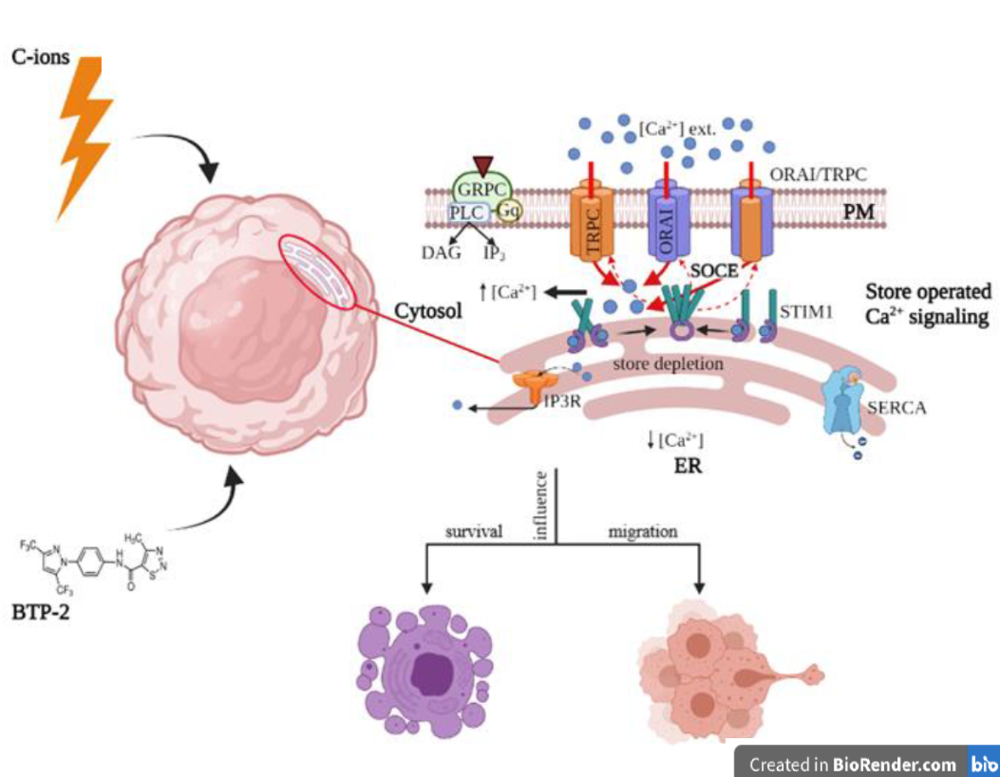 C-ions
[Ca²⁺] ext.
ORAI/TRPC
GRPC
PLC
Gq
TRPC
ORAI
PM
DAG
IP₃
SOCE
↑ [Ca²⁺]
Store operated
Ca²⁺ signaling
Cytosol
STIM1
store depletion
IP3R
SERCA
↓ [Ca²⁺]
ER
influence
survival
migration
F₃C
N
N
CF₃
H
N
O
H₃C
N
N
S
BTP-2
Created in BioRender.com
bio